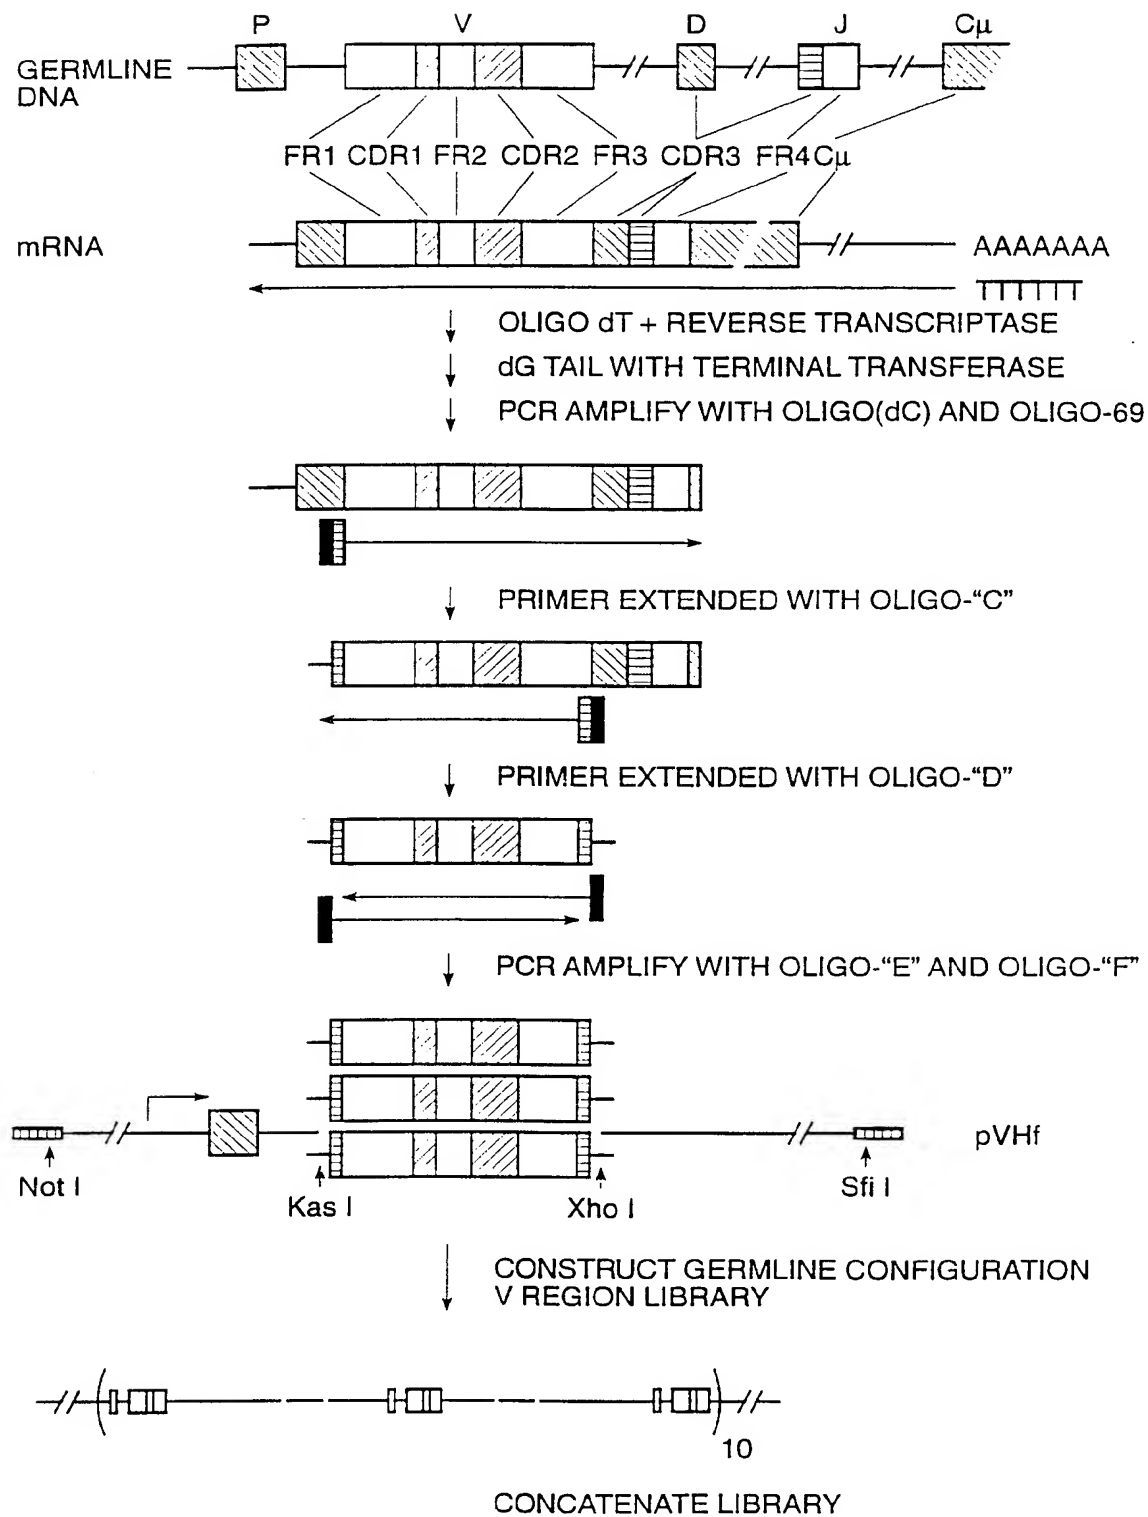 P V D J Cμ
GERMLINE
DNA
FR1 CDR1 FR2 CDR2 FR3 CDR3 FR4 Cμ
mRNA
AAAAAAA
TTTTTT
OLIGO dT + REVERSE TRANSCRIPTASE
dG TAIL WITH TERMINAL TRANSFERASE
PCR AMPLIFY WITH OLIGO(dC) AND OLIGO-69
PRIMER EXTENDED WITH OLIGO-“C”
PRIMER EXTENDED WITH OLIGO-“D”
PCR AMPLIFY WITH OLIGO-“E” AND OLIGO-“F”
pVHf
Not I
Kas I
Xho I
Sfi I
CONSTRUCT GERMLINE CONFIGURATION
V REGION LIBRARY
10
CONCATENATE LIBRARY